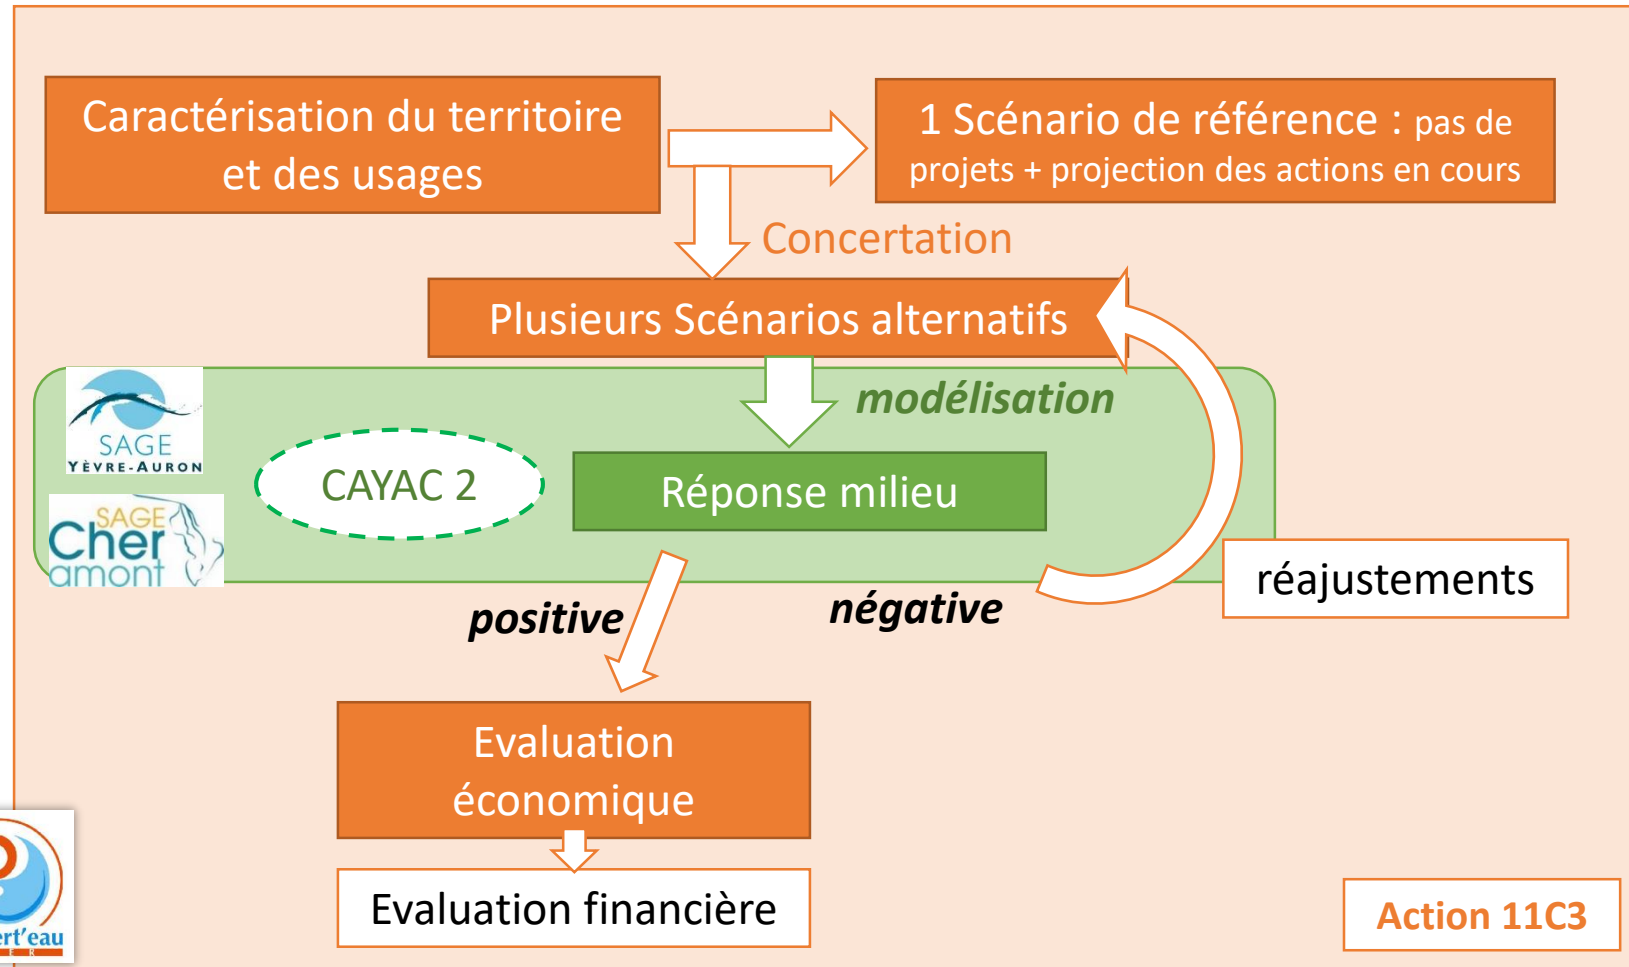 Caractérisation du territoire
et des usages
1 Scénario de référence : pas de
projets + projection des actions en cours
Concertation
Plusieurs Scénarios alternatifs
modélisation
SAGE
YÈVRE-AURON
CAYAC 2
Réponse milieu
SAGE
Cher
amont
réajustements
positive
négative
Evaluation
économique
Evaluation financière
ert'eau
E R
Action 11C3